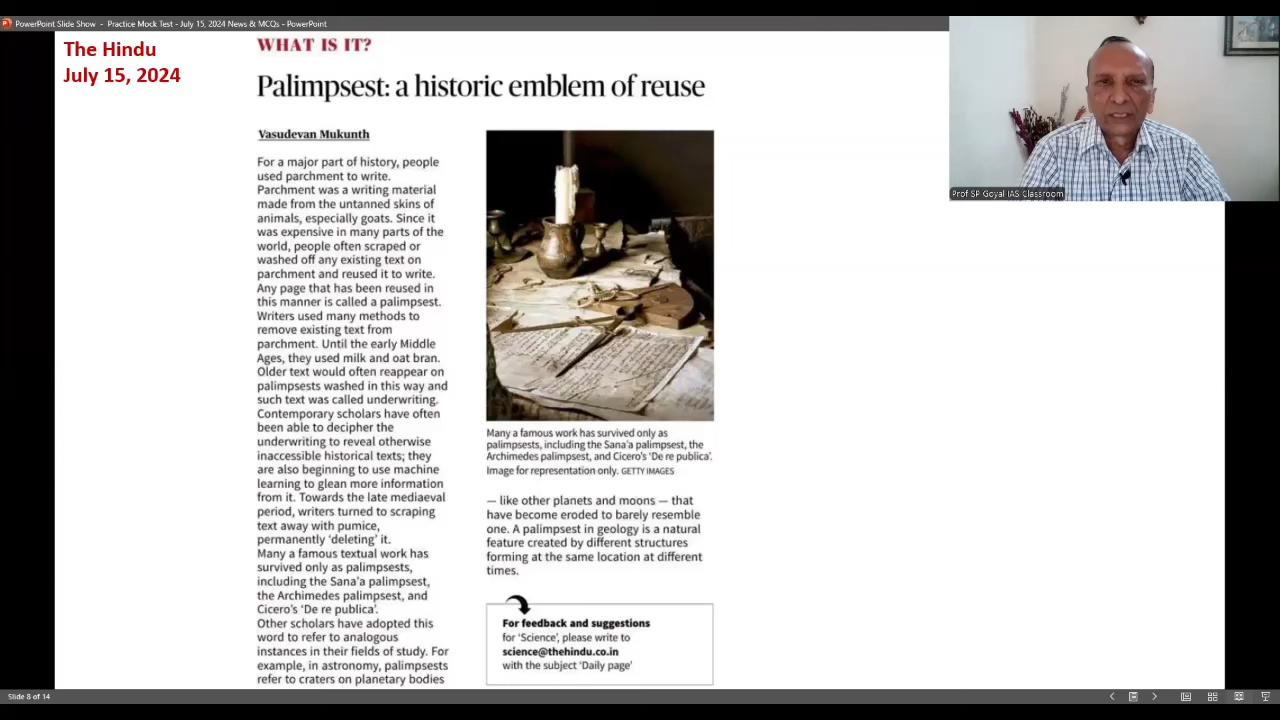 PowerPoint Slide Show - Practice Mock Test - July 15, 2024 News & MCQs - PowerPoint
The Hindu
July 15, 2024
WHAT IS IT?
Palimpsest: a historic emblem of reuse
Vasudevan Mukunth
For a major part of history, people
used parchment to write.
Parchment was a writing material
made from the untanned skins of
animals, especially goats. Since it
was expensive in many parts of the
world, people often scraped or
washed off any existing text on
parchment and reused it to write.
Any page that has been reused in
this manner is called a palimpsest.
Writers used many methods to
remove existing text from
parchment. Until the early Middle
Ages, they used milk and oat bran.
Older text would often reappear on
palimpsests washed in this way and
such text was called underwriting.
Contemporary scholars have often
been able to decipher the
underwriting to reveal otherwise
inaccessible historical texts; they
are also beginning to use machine
learning to glean more information
from it. Towards the late mediaeval
period, writers turned to scraping
text away with pumice,
permanently ‘deleting’ it.
Many a famous textual work has
survived only as palimpsests,
including the Sana’a palimpsest,
the Archimedes palimpsest, and
Cicero’s ‘De re publica’.
Other scholars have adopted this
word to refer to analogous
instances in their fields of study. For
example, in astronomy, palimpsests
refer to craters on planetary bodies
Many a famous work has survived only as
palimpsests, including the Sana’a palimpsest, the
Archimedes palimpsest, and Cicero’s ‘De re publica’.
Image for representation only. GETTY IMAGES
— like other planets and moons — that
have become eroded to barely resemble
one. A palimpsest in geology is a natural
feature created by different structures
forming at the same location at different
times.
For feedback and suggestions
for ‘Science’, please write to
science@thehindu.co.in
with the subject ‘Daily page’
Prof SP Goyal IAS Classroom
Slide 8 of 14